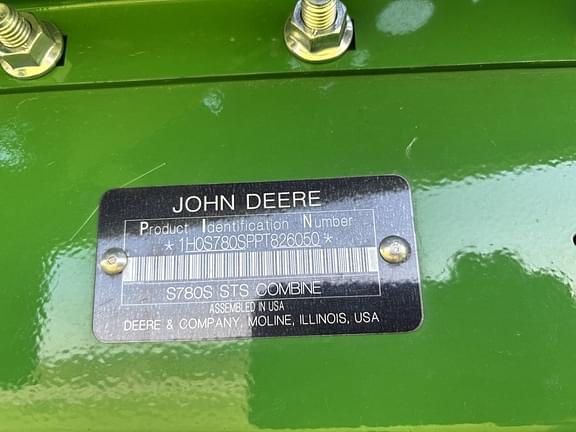 JOHN DEERE
Product Identification Number
*1H0S780SPPT826050*
S780S STS COMBINE
ASSEMBLED IN USA
DEERE & COMPANY, MOLINE, ILLINOIS, USA